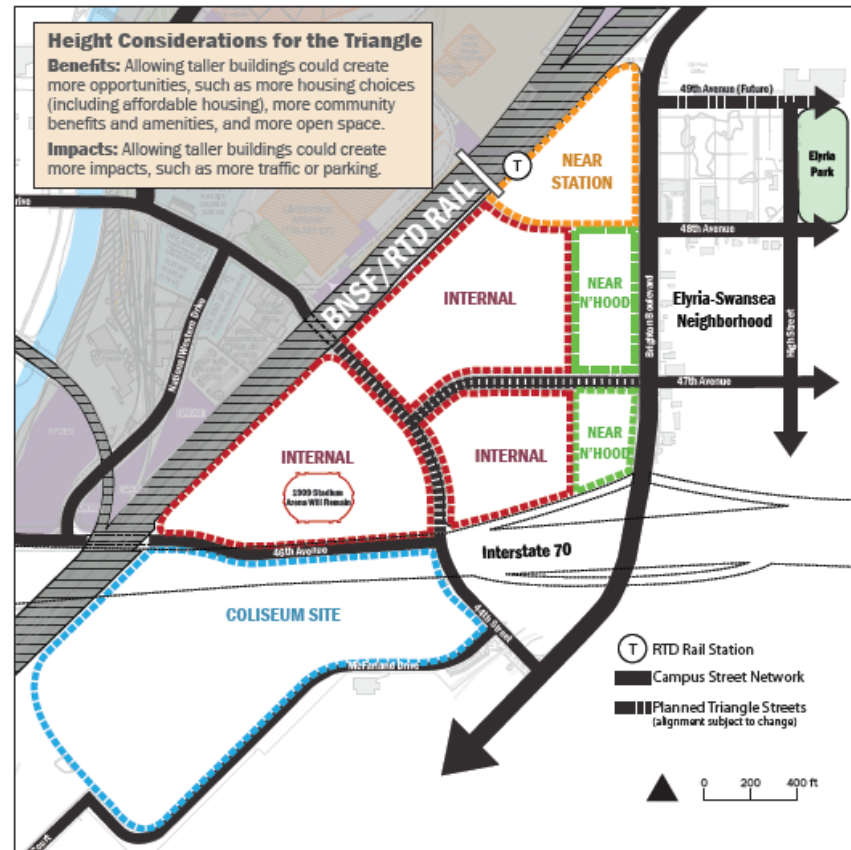 Height Considerations for the Triangle
Benefits: Allowing taller buildings could create
more opportunities, such as more housing choices
(including affordable housing), more community
benefits and amenities, and more open space.
Impacts: Allowing taller buildings could create
more impacts, such as more traffic or parking.
49th Avenue (Future)
Elyria
Park
NEAR
STATION
T
BNSF/RTD RAIL
48th Avenue
INTERNAL
NEAR
N'HOOD
Brighton Boulevard
Elyria-Swansea
Neighborhood
High Street
National Western Drive
47th Avenue
INTERNAL
INTERNAL
NEAR
N'HOOD
1909 Stadium
Arena Will Remain
46th Avenue
Interstate 70
COLISEUM SITE
44th Street
McFarland Drive
T RTD Rail Station
Campus Street Network
Planned Triangle Streets
(alignment subject to change)
0 200 400 ft
Court